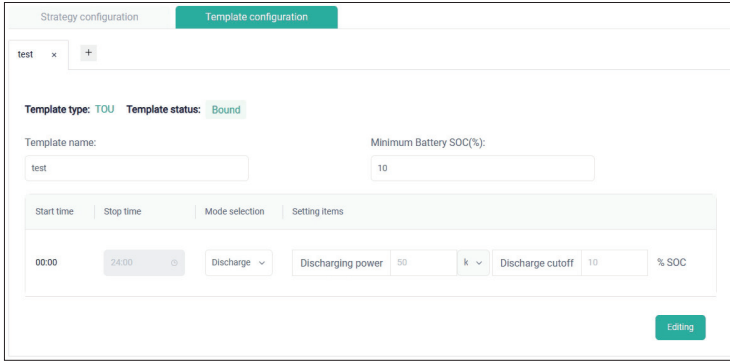 Strategy configuration Template configuration
test × +
Template type: TOU Template status: Bound
Template name: Minimum Battery SOC(%):
test 10
Start time Stop time Mode selection Setting items
00:00 24:00 Discharge Discharging power 50 k Discharge cutoff 10 % SOC
Editing